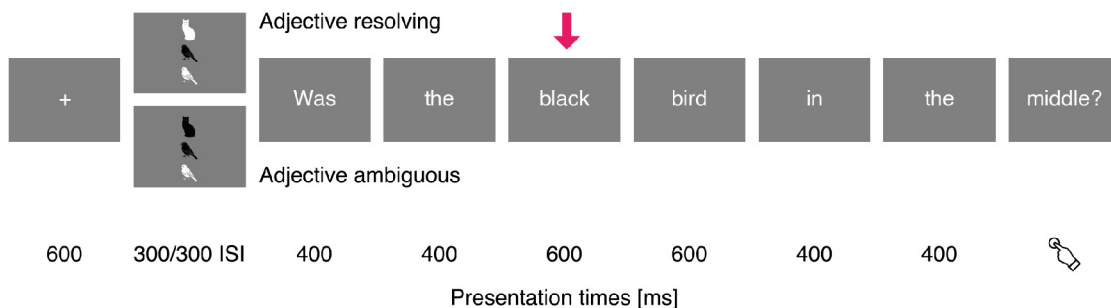 Adjective resolving
+
Was the black bird in the middle?
Adjective ambiguous
600 300/300 ISI 400 400 600 600 400 400
Presentation times [ms]